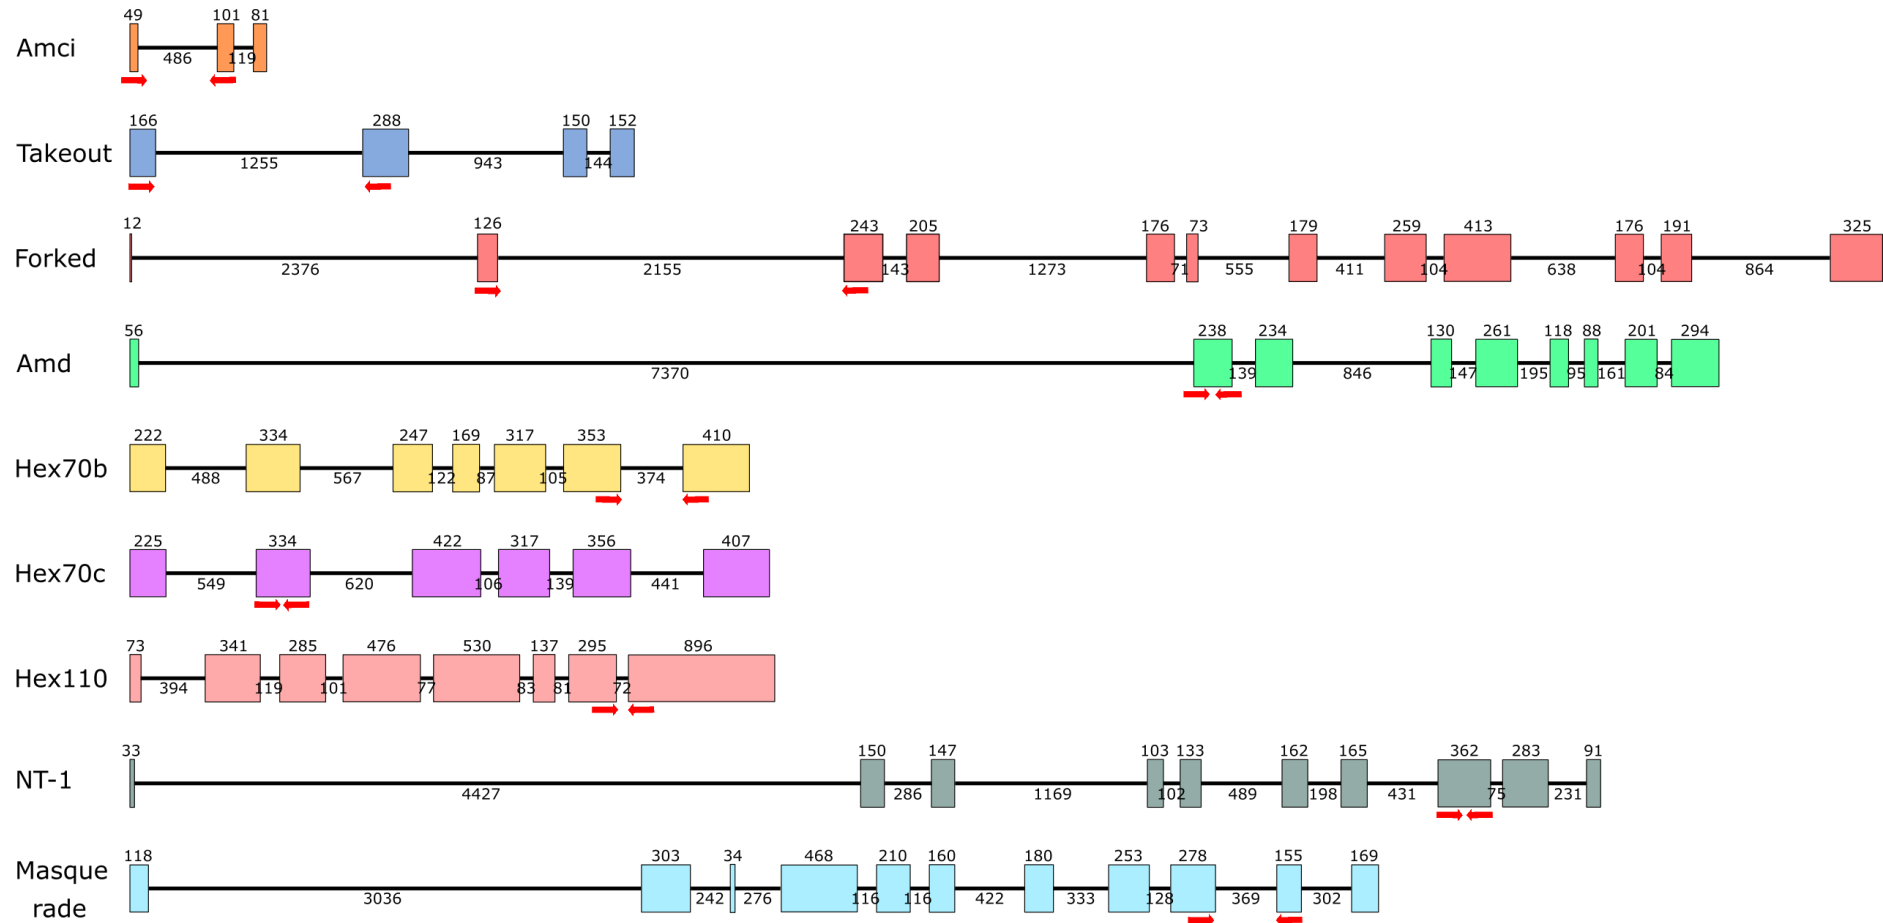 49 101 81
Amci
486 119
166 288 150 152
Takeout
1255 943 144
12 126 243 205 176 73 179 259 413 176 191 325
Forked
2376 2155 143 1273 71 555 411 104 638 104 864
56 238 234 130 261 118 88 201 294
Amd
7370 139 846 147 195 95 161 84
222 334 247 169 317 353 410
Hex70b
488 567 122 87 105 374
225 334 422 317 356 407
Hex70c
549 620 106 139 441
73 341 285 476 530 137 295 896
Hex110
394 119 101 77 83 81 72
33 150 147 103 133 162 165 362 283 91
NT-1
4427 286 1169 102 489 198 431 75 231
118 303 34 468 210 160 180 253 278 155 169
Masque
rade
3036 242 276 116 116 422 333 128 369 302